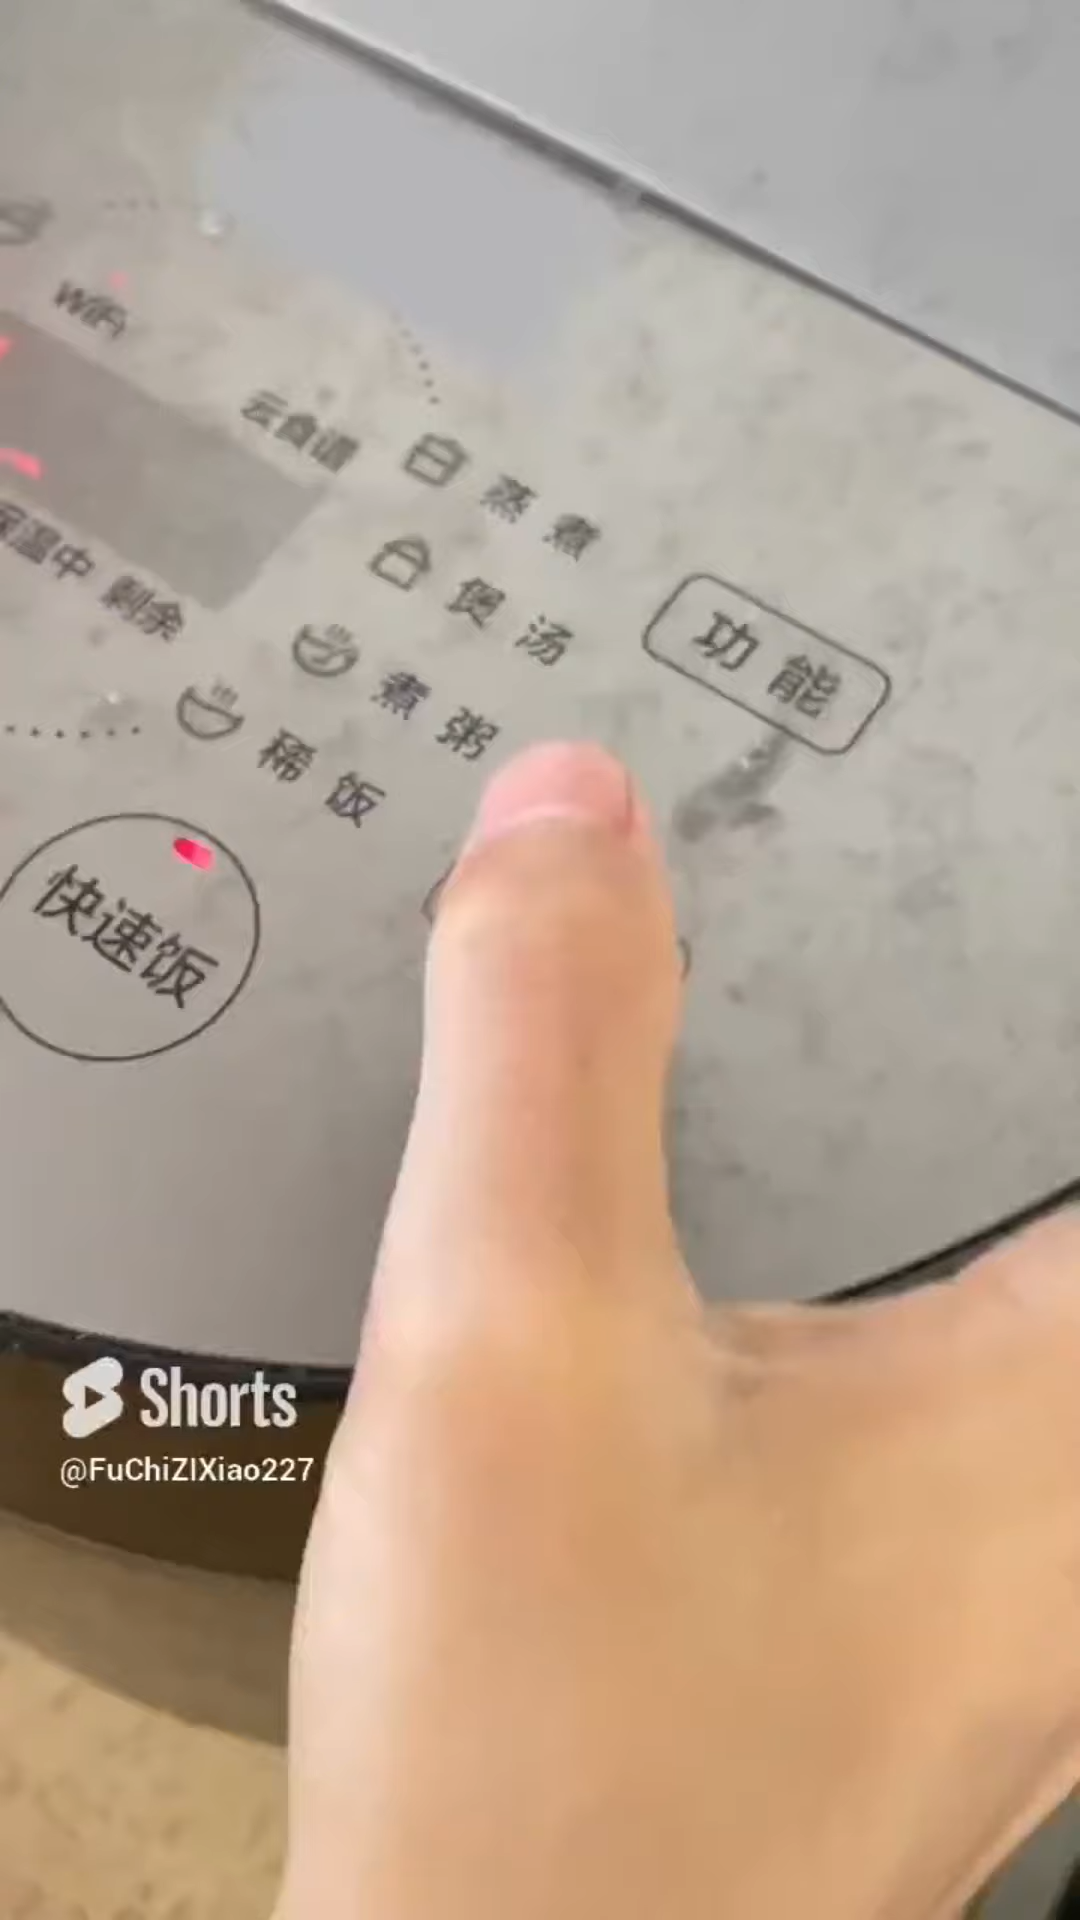 WiFi
云食谱
蒸煮
煲汤
煮粥
稀饭
保温中 剩余
功能
快速饭
Shorts
@FuChiZIXiao227